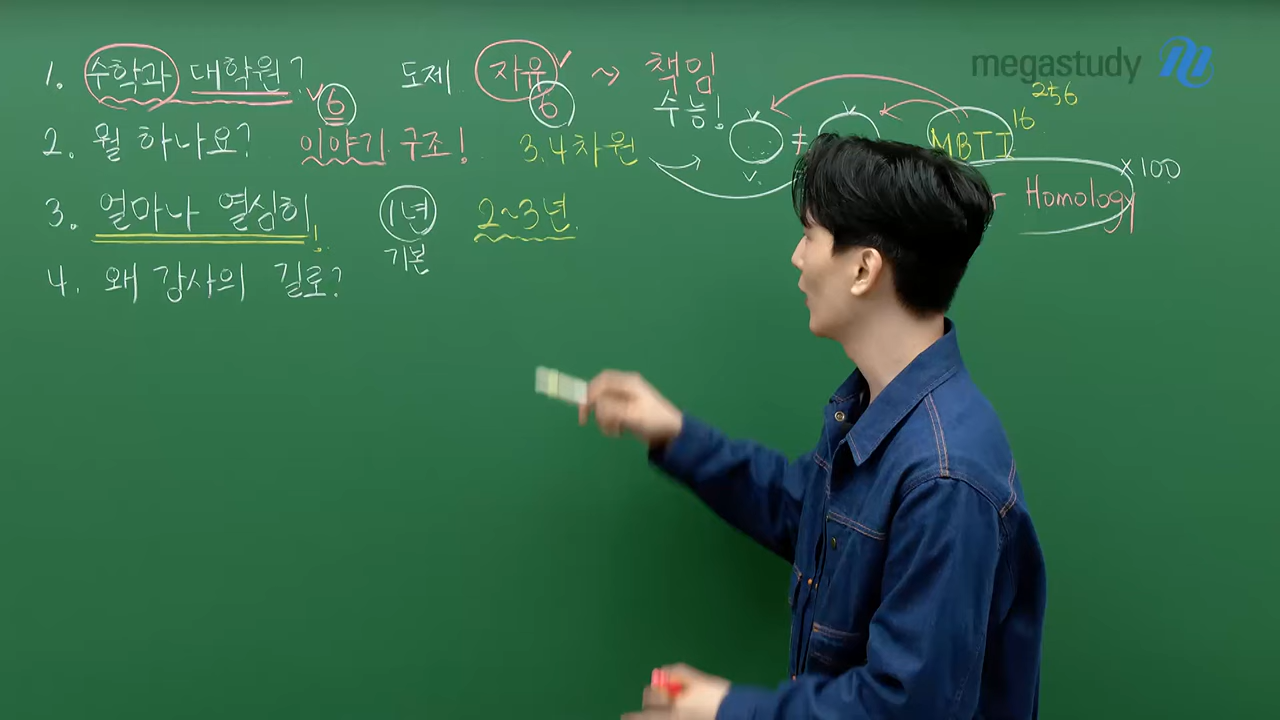 1. 수학과 대학원? 도제 자유 ~> 책임
megastudy
6 6 수능! ≠ MBTI 16 256
2. 뭘 하나요? 이야기 구조! 3.4차원
x100
Homology
3. 얼마나 열심히! 1년 2~3년
기본
4. 왜 강사의 길로?